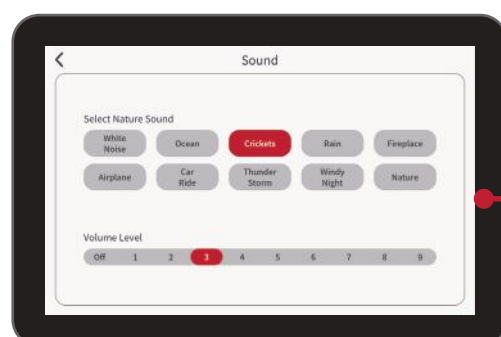 Sound
Select Nature Sound
White Noise
Ocean
Crickets
Rain
Fireplace
Airplane
Car Ride
Thunder Storm
Windy Night
Nature
Volume Level
Off 1 2 3 4 5 6 7 8 9